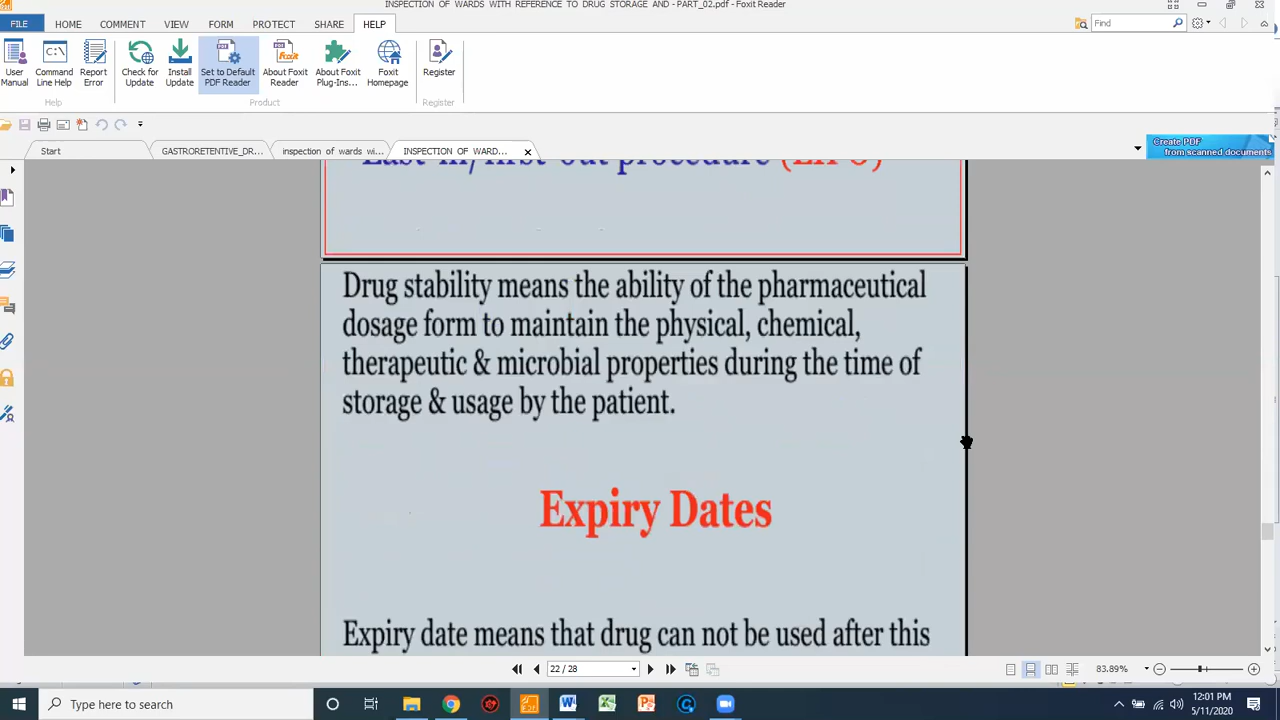 INSPECTION OF WARDS WITH REFERENCE TO DRUG STORAGE AND - PART_02.pdf - Foxit Reader
FILE HOME COMMENT VIEW FORM PROTECT SHARE HELP Find
User Manual
Command Line Help
Report Error
Check for Update
Install Update
Set to Default PDF Reader
About Foxit Reader
About Foxit Plug-Ins...
Foxit Homepage
Register
Help Product Register
Start GASTRORETENTIVE_DR... inspection of wards wi... INSPECTION OF WARD...
Create PDF
from scanned documents
Last in/first out procedure
Drug stability means the ability of the pharmaceutical
dosage form to maintain the physical, chemical,
therapeutic & microbial properties during the time of
storage & usage by the patient.
Expiry Dates
Expiry date means that drug can not be used after this
22 / 28 83.89%
Type here to search
12:01 PM
5/11/2020